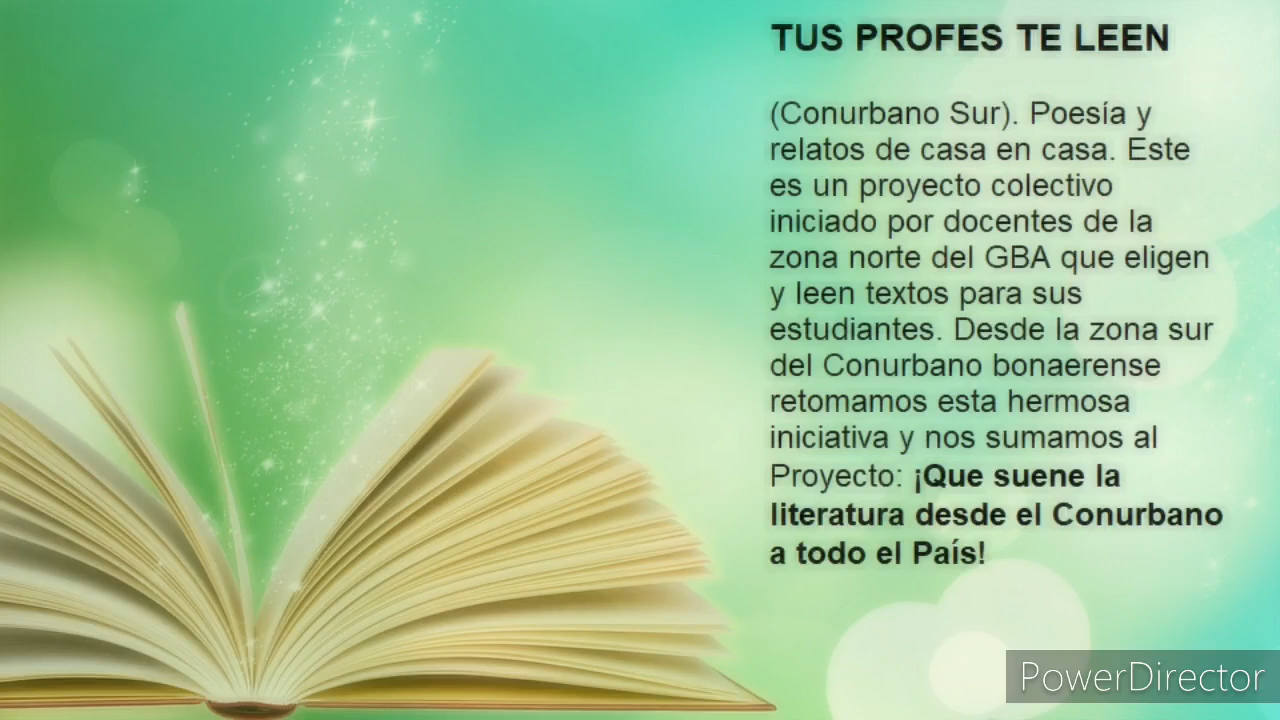 TUS PROFES TE LEEN
(Conurbano Sur). Poesía y
relatos de casa en casa. Este
es un proyecto colectivo
iniciado por docentes de la
zona norte del GBA que eligen
y leen textos para sus
estudiantes. Desde la zona sur
del Conurbano bonaerense
retomamos esta hermosa
iniciativa y nos sumamos al
Proyecto: ¡Que suene la
literatura desde el Conurbano
a todo el País!
PowerDirector